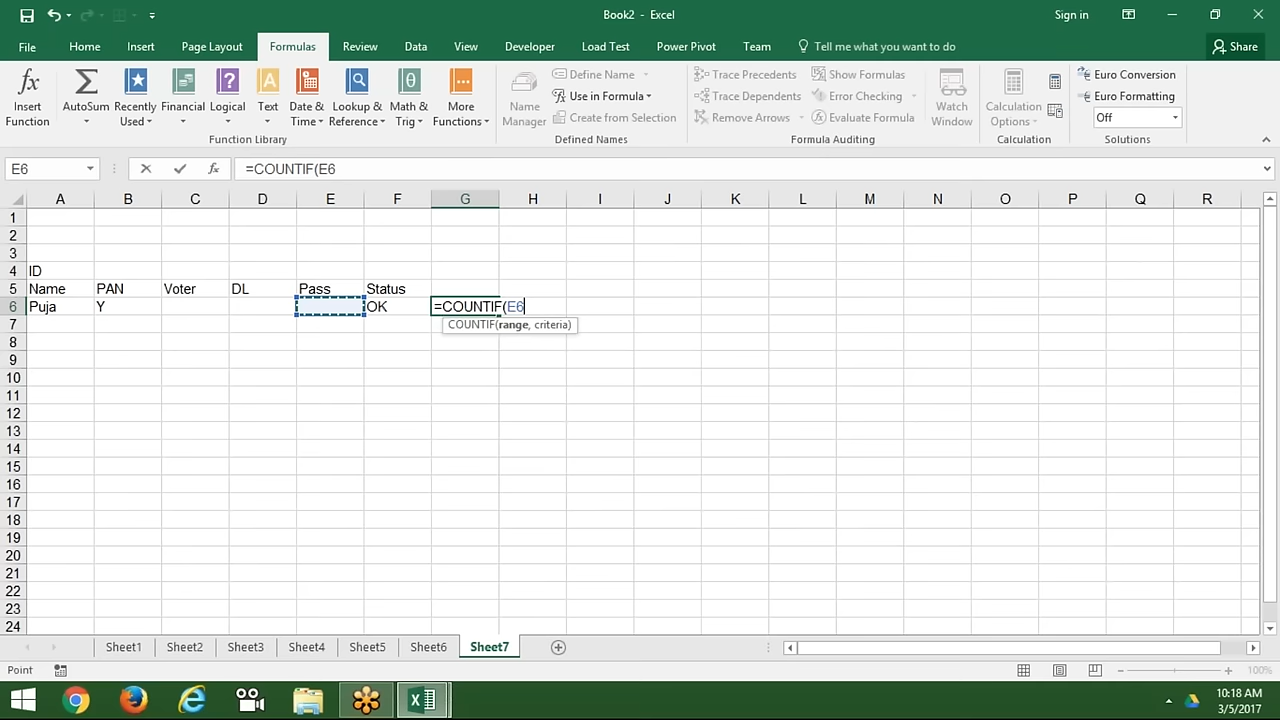 Book2 - Excel
Sign in
File Home Insert Page Layout Formulas Review Data View Developer Load Test Power Pivot Team Tell me what you want to do Share
Insert Function
AutoSum
Recently Used
Financial
Logical
Text
Date & Time
Lookup & Reference
Math & Trig
More Functions
Function Library
Name Manager
Define Name
Use in Formula
Create from Selection
Defined Names
Trace Precedents
Trace Dependents
Remove Arrows
Show Formulas
Error Checking
Evaluate Formula
Formula Auditing
Watch Window
Calculation Options
Calculation
Euro Conversion
Euro Formatting
Off
Solutions
E6 fx =COUNTIF(E6
A B C D E F G H I J K L M N O P Q R
1
2
3
4 ID
5 Name PAN Voter DL Pass Status
6 Puja Y OK =COUNTIF(E6
7 COUNTIF(range, criteria)
8
9
10
11
12
13
14
15
16
17
18
19
20
21
22
23
24
Sheet1 Sheet2 Sheet3 Sheet4 Sheet5 Sheet6 Sheet7
Point 100%
10:18 AM
3/5/2017